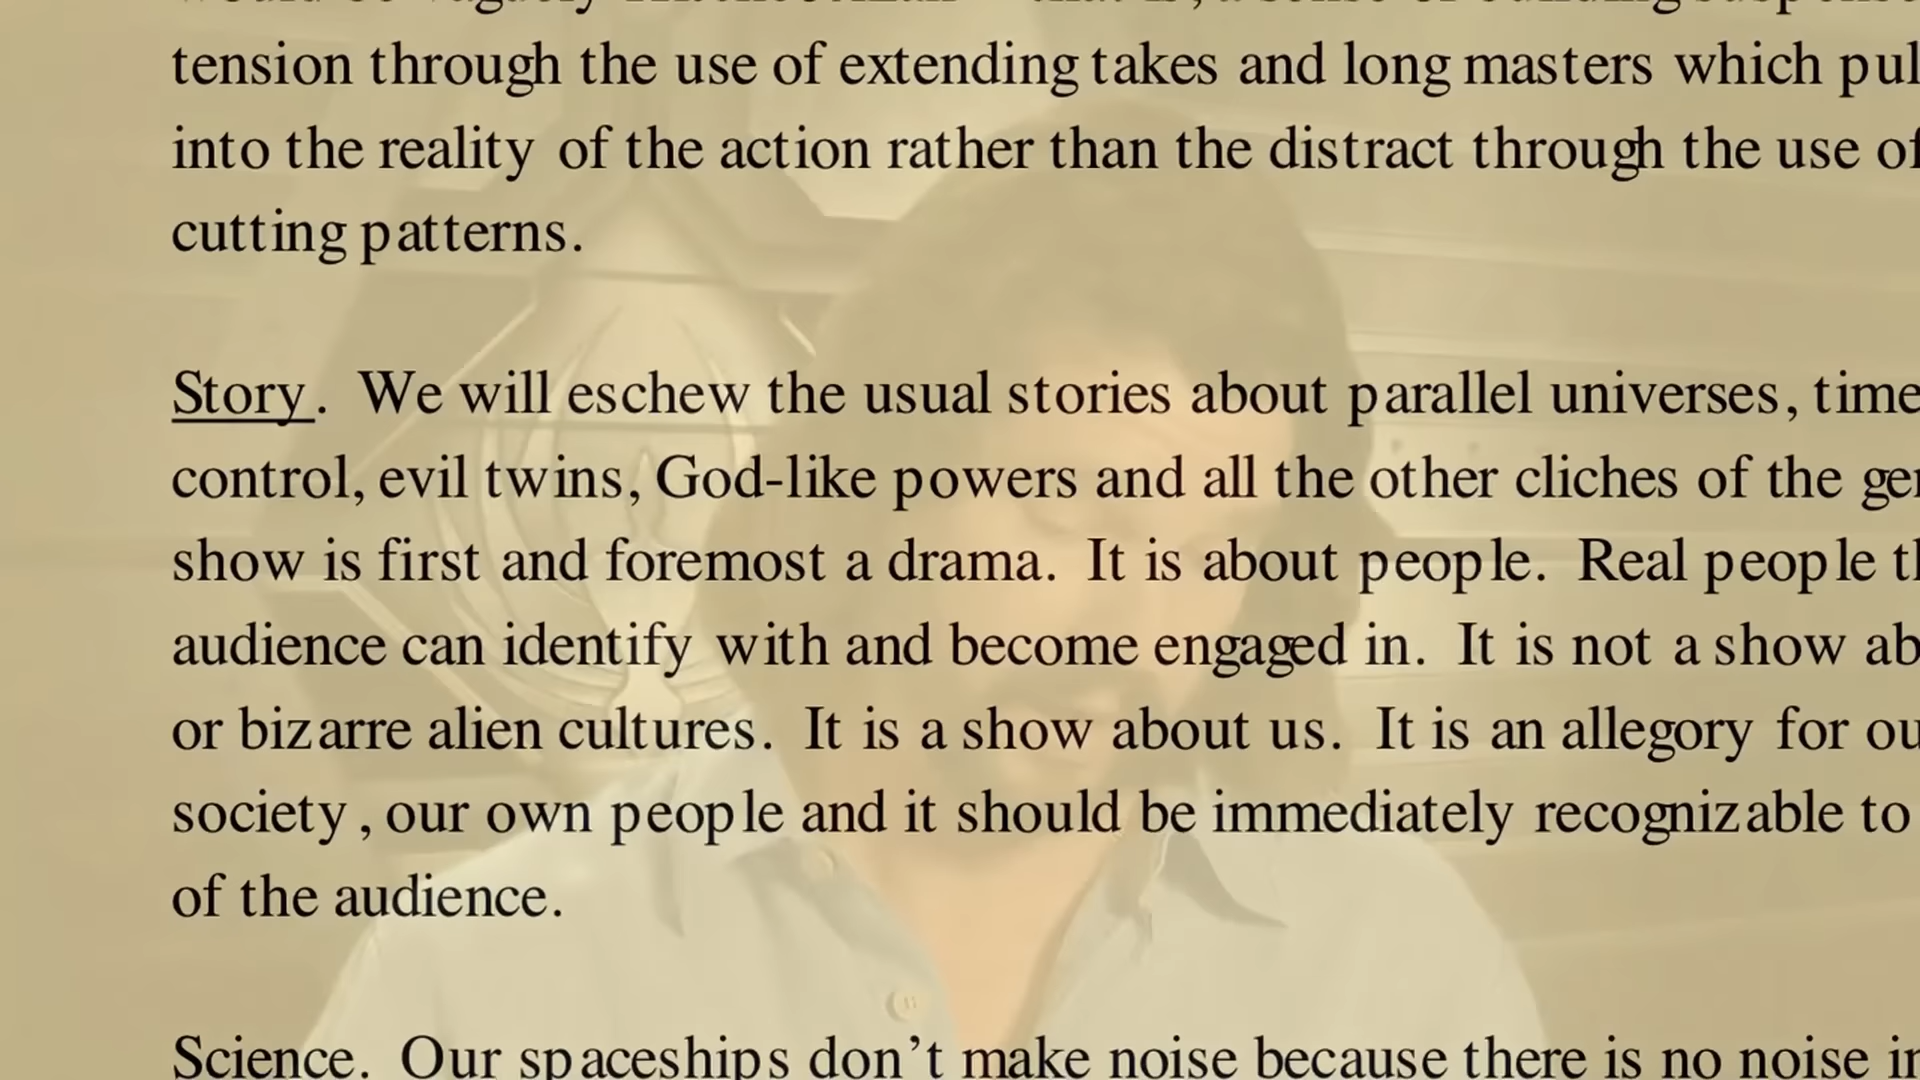 tension through the use of extending takes and long masters which
into the reality of the action rather than the distract through the use of
cutting patterns.
Story. We will eschew the usual stories about parallel universes, time
control, evil twins, God-like powers and all the other cliches of the
show is first and foremost a drama. It is about people. Real people
audience can identify with and become engaged in. It is not a show
or bizarre alien cultures. It is a show about us. It is an allegory for
society, our own people and it should be immediately recognizable to
of the audience.
Science. Our spaceships don't make noise because there is no noise